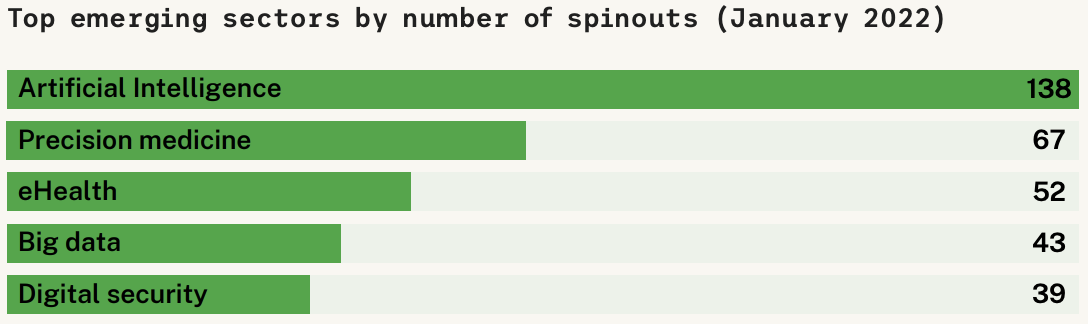 Top emerging sectors by number of spinouts (January 2022)
Artificial Intelligence 138
Precision medicine 67
eHealth 52
Big data 43
Digital security 39